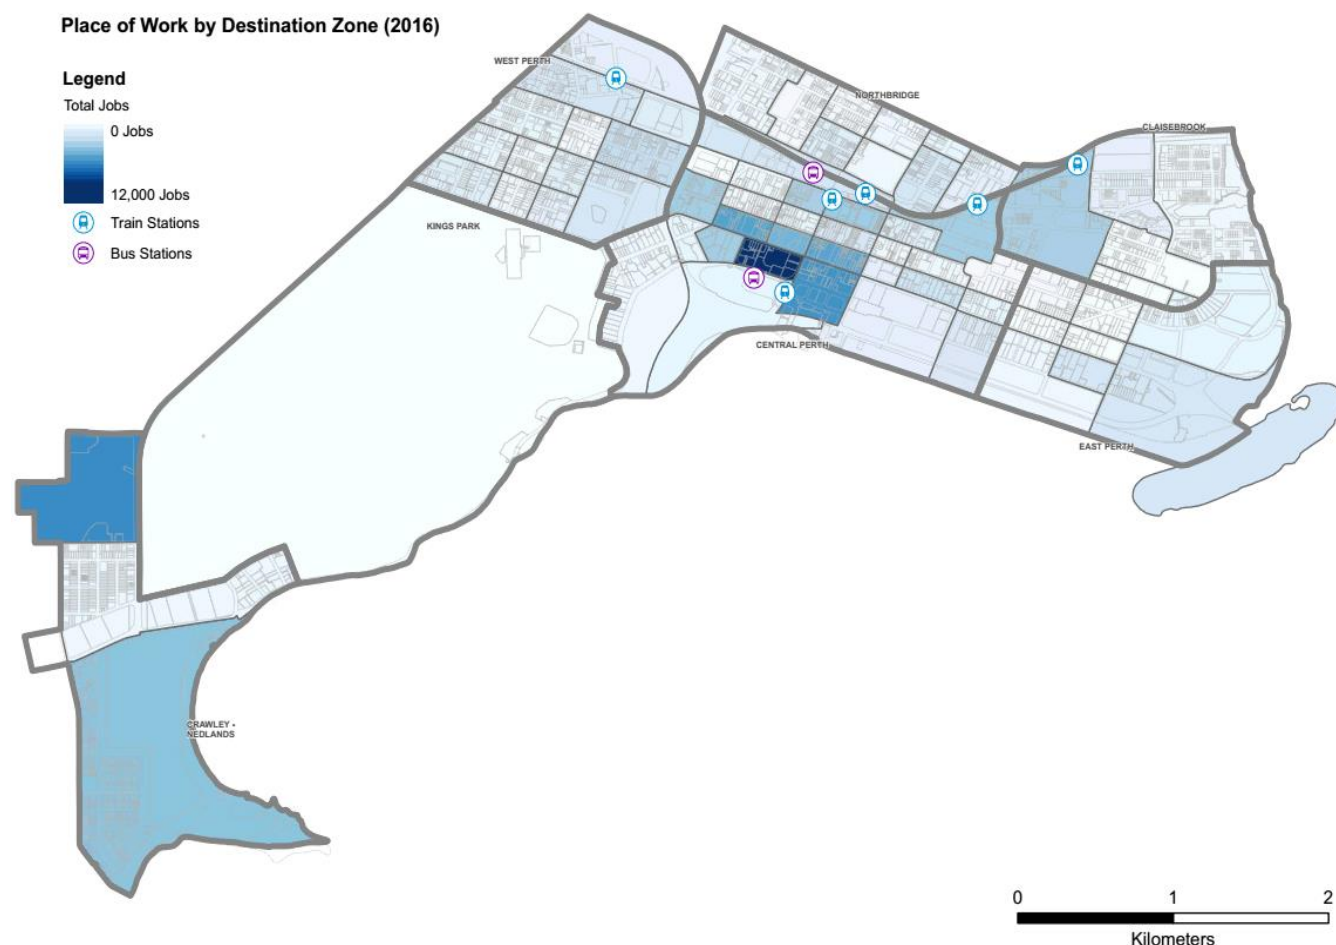 Place of Work by Destination Zone (2016)
Legend
Total Jobs
0 Jobs
12,000 Jobs
Train Stations
Bus Stations
WEST PERTH
NORTHBRIDGE
CLAISEBROOK
KINGS PARK
CENTRAL PERTH
EAST PERTH
CRAWLEY -
NEDLANDS
0 1 2
Kilometers